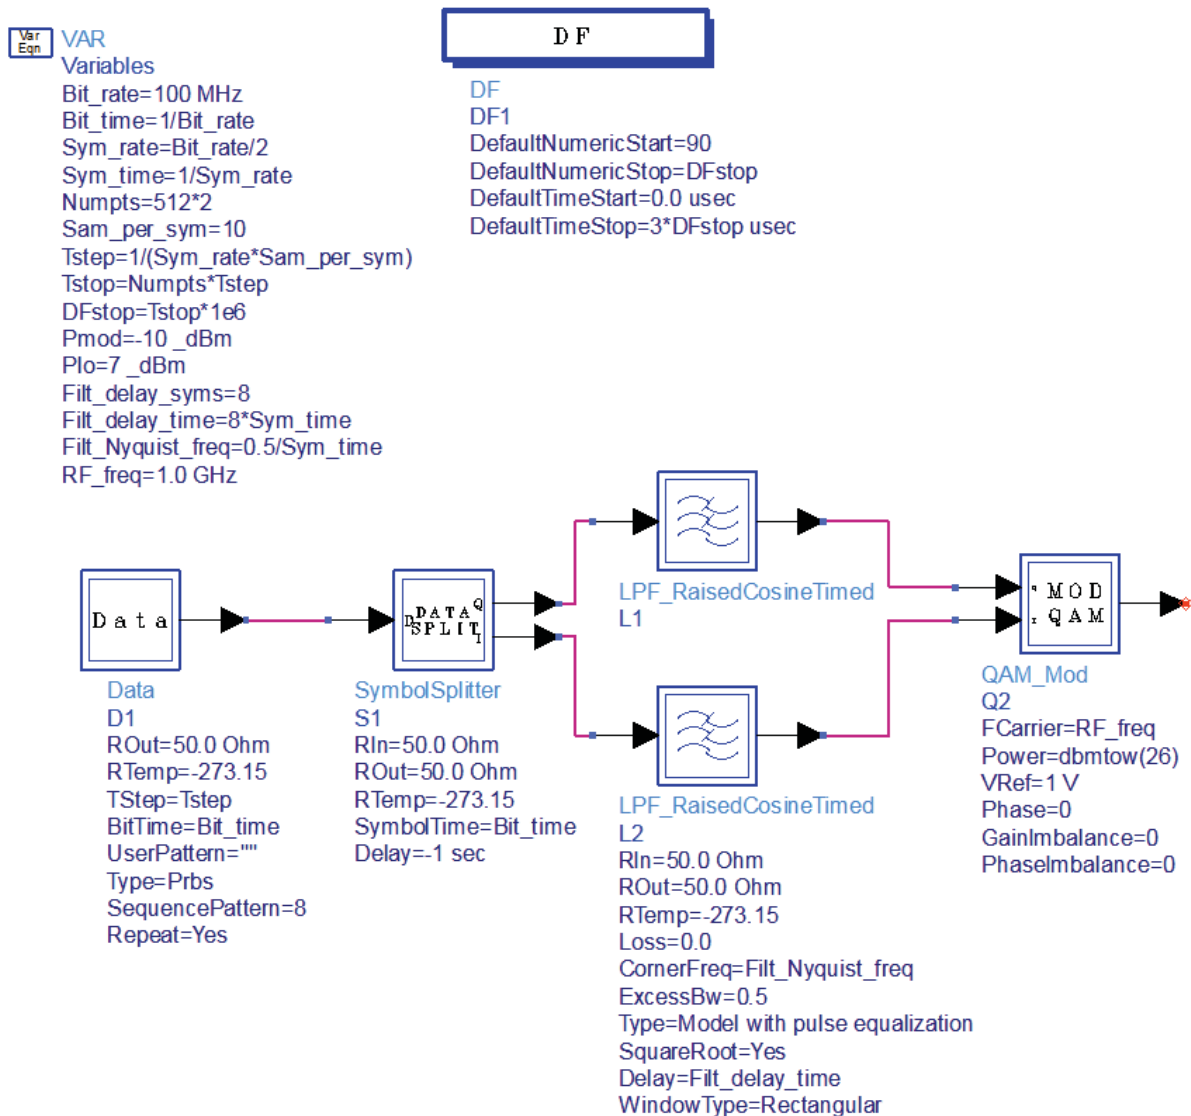 Var
Eqn
VAR
Variables
Bit_rate=100 MHz
Bit_time=1/Bit_rate
Sym_rate=Bit_rate/2
Sym_time=1/Sym_rate
Numpts=512*2
Sam_per_sym=10
Tstep=1/(Sym_rate*Sam_per_sym)
Tstop=Numpts*Tstep
DFstop=Tstop*1e6
Pmod=-10 _dBm
Plo=7 _dBm
Filt_delay_syms=8
Filt_delay_time=8*Sym_time
Filt_Nyquist_freq=0.5/Sym_time
RF_freq=1.0 GHz
DF
DF
DF1
DefaultNumericStart=90
DefaultNumericStop=DFstop
DefaultTimeStart=0.0 usec
DefaultTimeStop=3*DFstop usec
Data
Data
D1
ROut=50.0 Ohm
RTemp=-273.15
TStep=Tstep
BitTime=Bit_time
UserPattern=""
Type=Prbs
SequencePattern=8
Repeat=Yes
DATA Q
D SPLIT I
SymbolSplitter
S1
RIn=50.0 Ohm
ROut=50.0 Ohm
RTemp=-273.15
SymbolTime=Bit_time
Delay=-1 sec
LPF_RaisedCosineTimed
L1
LPF_RaisedCosineTimed
L2
RIn=50.0 Ohm
ROut=50.0 Ohm
RTemp=-273.15
Loss=0.0
CornerFreq=Filt_Nyquist_freq
ExcessBw=0.5
Type=Model with pulse equalization
SquareRoot=Yes
Delay=Filt_delay_time
WindowType=Rectangular
MOD
I QAM
QAM_Mod
Q2
FCarrier=RF_freq
Power=dbmtow(26)
VRef=1 V
Phase=0
GainImbalance=0
PhaseImbalance=0